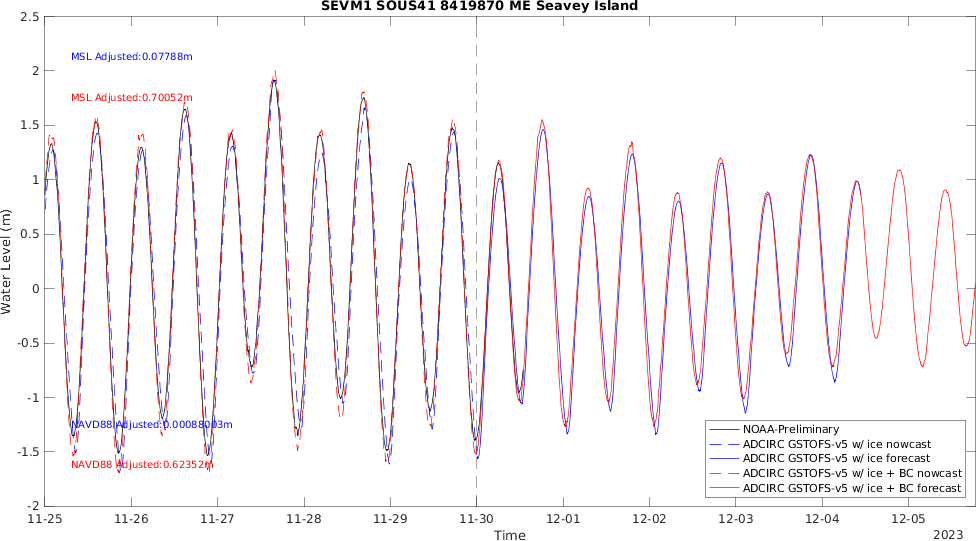 SEVM1 SOUS41 8419870 ME Seavey Island
2.5
2
1.5
1
0.5
0
-0.5
-1
-1.5
-2
Water Level (m)
MSL Adjusted:0.07788m
MSL Adjusted:0.70052m
NAVD88 Adjusted:0.00088003m
NAVD88 Adjusted:0.62352m
NOAA-Preliminary
ADCIRC GSTOFS-v5 w/ ice nowcast
ADCIRC GSTOFS-v5 w/ ice forecast
ADCIRC GSTOFS-v5 w/ ice + BC nowcast
ADCIRC GSTOFS-v5 w/ ice + BC forecast
11-25 11-26 11-27 11-28 11-29 11-30 12-01 12-02 12-03 12-04 12-05
Time
2023